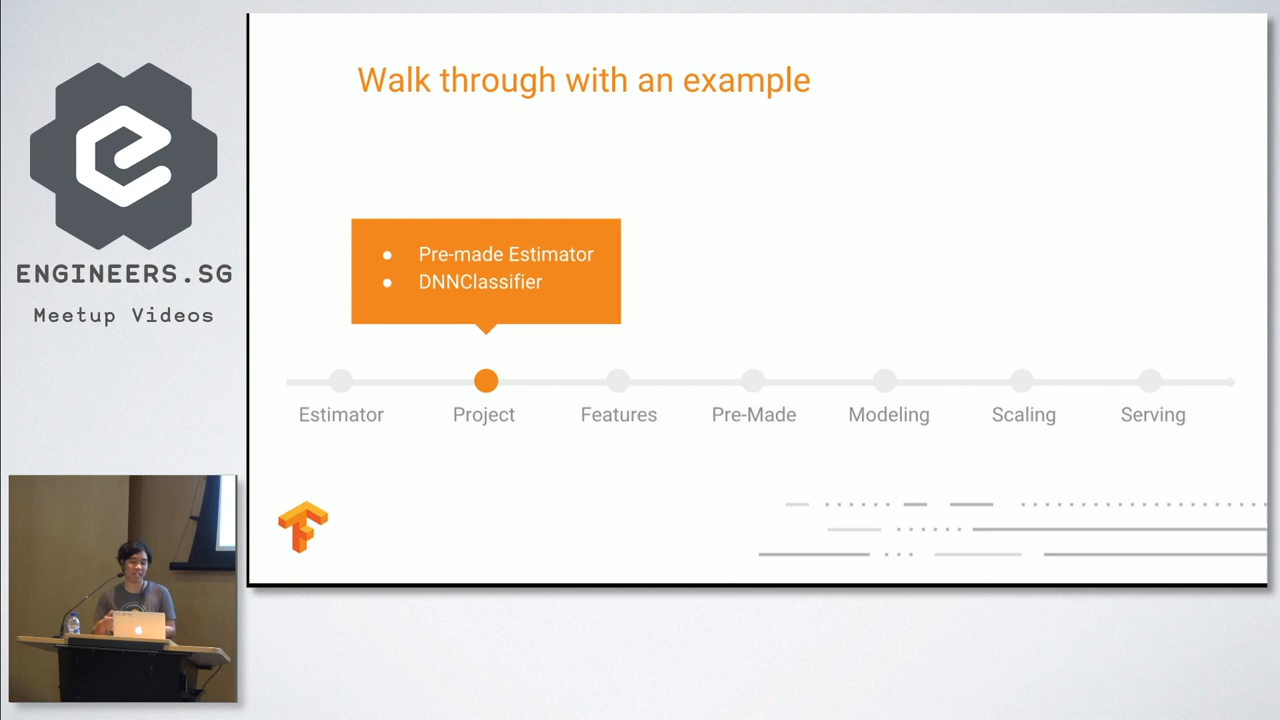 ENGINEERS.SG
Meetup Videos
Walk through with an example
Pre-made Estimator
DNNClassifier
Estimator
Project
Features
Pre-Made
Modeling
Scaling
Serving